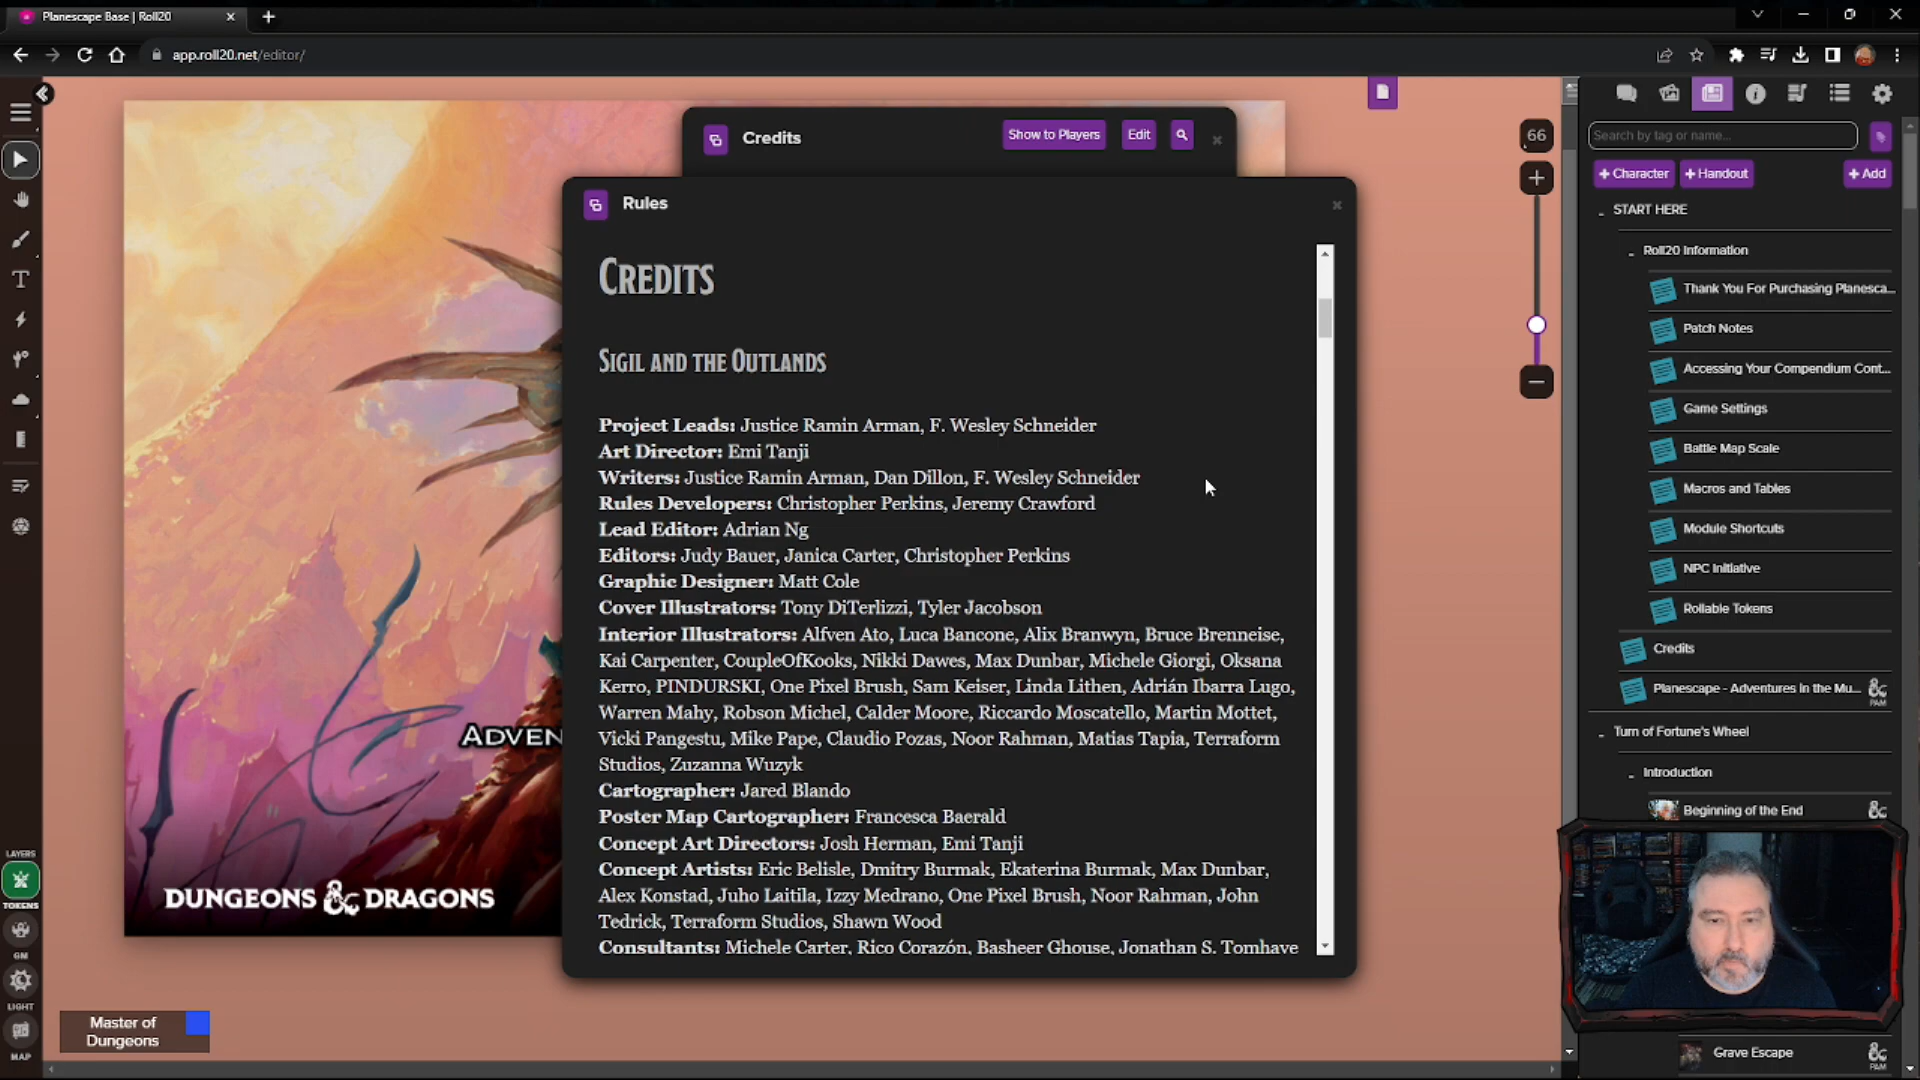 Planescape Base | Roll20
app.roll20.net/editor/
Credits
Show to Players
Edit
Rules
CREDITS
SIGIL AND THE OUTLANDS
Project Leads: Justice Ramin Arman, F. Wesley Schneider
Art Director: Emi Tanji
Writers: Justice Ramin Arman, Dan Dillon, F. Wesley Schneider
Rules Developers: Christopher Perkins, Jeremy Crawford
Lead Editor: Adrian Ng
Editors: Judy Bauer, Janica Carter, Christopher Perkins
Graphic Designer: Matt Cole
Cover Illustrators: Tony DiTerlizzi, Tyler Jacobson
Interior Illustrators: Alfven Ato, Luca Bancone, Alix Branwyn, Bruce Brenneise,
Kai Carpenter, CoupleOfKooks, Nikki Dawes, Max Dunbar, Michele Giorgi, Oksana
Kerro, PINDURSKI, One Pixel Brush, Sam Keiser, Linda Lithen, Adrián Ibarra Lugo,
Warren Mahy, Robson Michel, Calder Moore, Riccardo Moscatello, Martin Mottet,
Vicki Pangestu, Mike Pape, Claudio Pozas, Noor Rahman, Matias Tapia, Terraform
Studios, Zuzanna Wuzyk
Cartographer: Jared Blando
Poster Map Cartographer: Francesca Baerald
Concept Art Directors: Josh Herman, Emi Tanji
Concept Artists: Eric Belisle, Dmitry Burmak, Ekaterina Burmak, Max Dunbar,
Alex Konstad, Juho Laitila, Izzy Medrano, One Pixel Brush, Noor Rahman, John
Tedrick, Terraform Studios, Shawn Wood
Consultants: Michele Carter, Rico Corazón, Basheer Ghouse, Jonathan S. Tomhave
ADVEN
DUNGEONS & DRAGONS
LAYERS
TOKENS
GM
LIGHT
MAP
Master of
Dungeons
66
Search by tag or name...
+ Character
+ Handout
+ Add
START HERE
Roll20 Information
Thank You For Purchasing Planesca...
Patch Notes
Accessing Your Compendium Cont...
Game Settings
Battle Map Scale
Macros and Tables
Module Shortcuts
NPC Initiative
Rollable Tokens
Credits
Planescape - Adventures in the Mu...
PAM
Turn of Fortune's Wheel
Introduction
Beginning of the End
Grave Escape
PAM